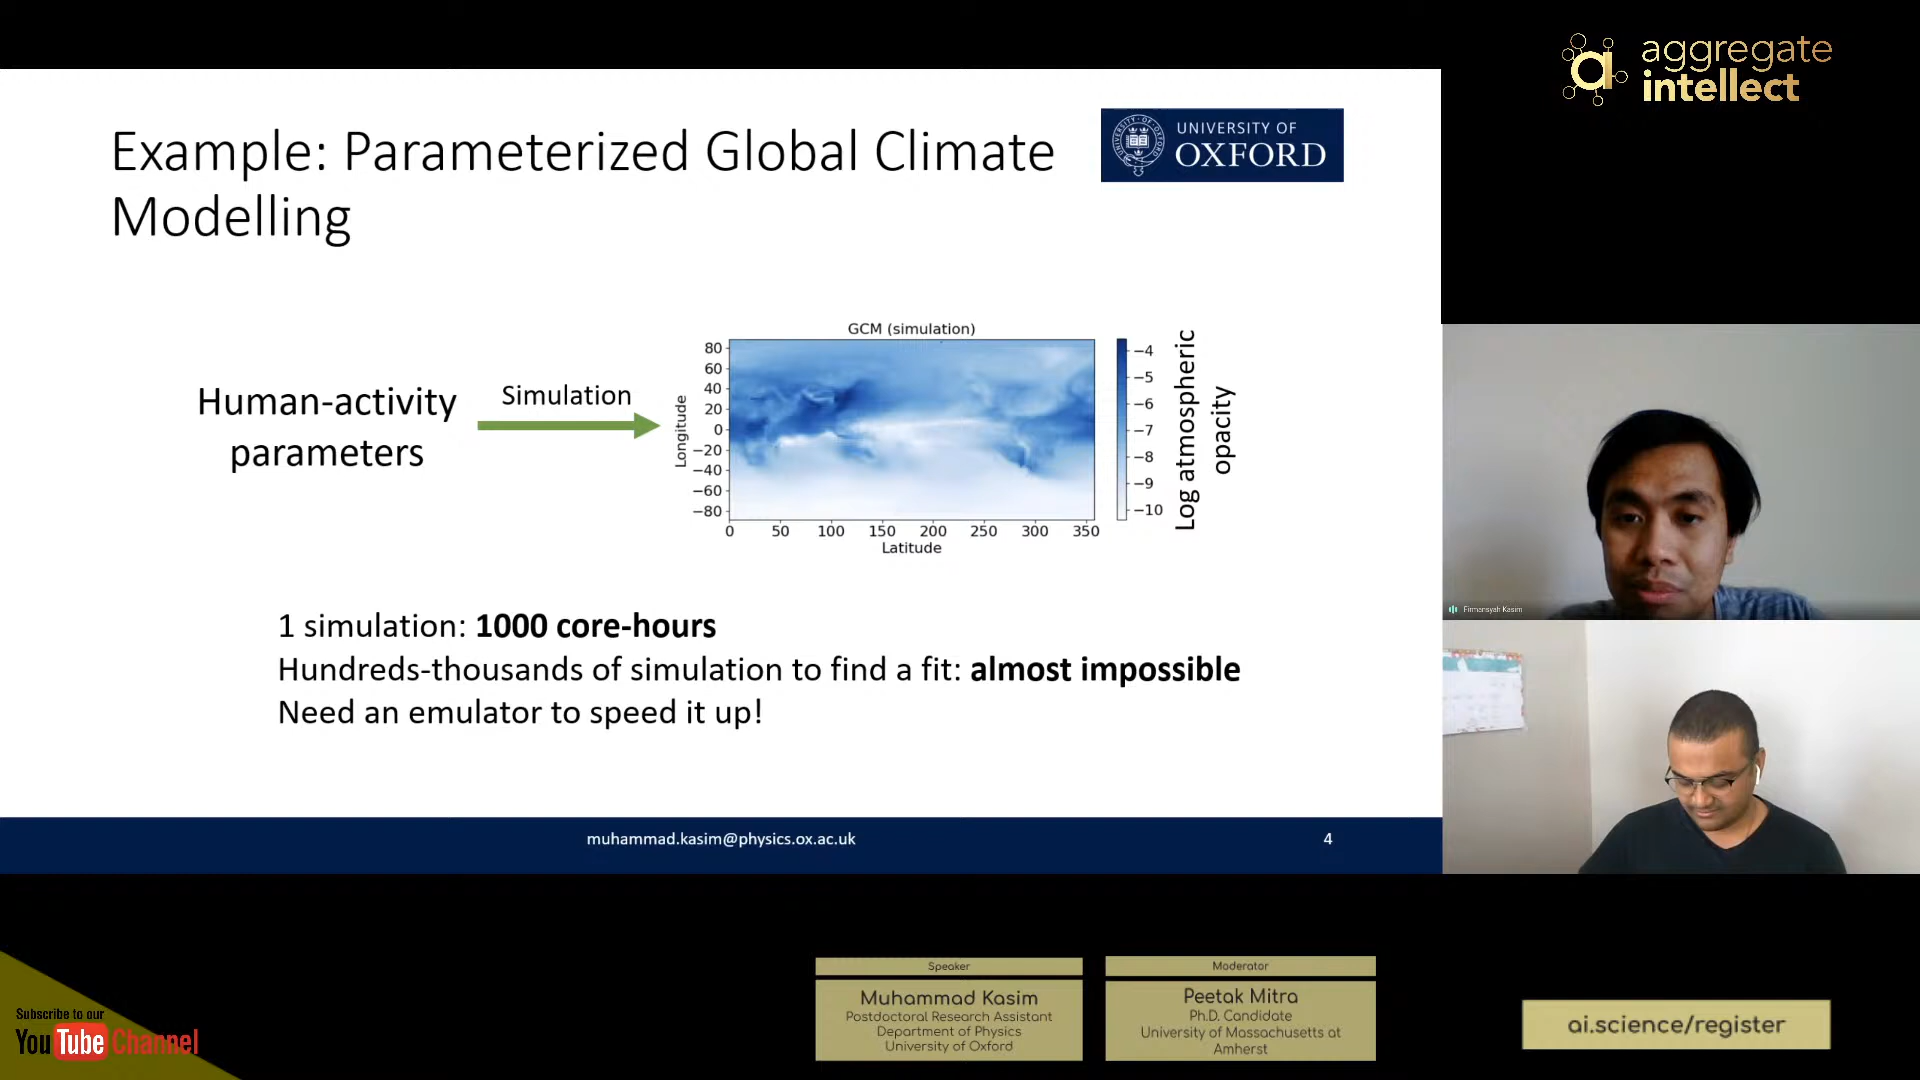 aggregate
intellect
Example: Parameterized Global Climate
Modelling
UNIVERSITY OF
OXFORD
Human-activity
parameters
Simulation
GCM (simulation)
80
60
40
20
0
−20
−40
−60
−80
Longitude
0 50 100 150 200 250 300 350
Latitude
−4
−5
−6
−7
−8
−9
−10
Log atmospheric
opacity
1 simulation: 1000 core-hours
Hundreds-thousands of simulation to find a fit: almost impossible
Need an emulator to speed it up!
muhammad.kasim@physics.ox.ac.uk
4
Firmansyah Kasim
Speaker
Muhammad Kasim
Postdoctoral Research Assistant
Department of Physics
University of Oxford
Moderator
Peetak Mitra
Ph.D. Candidate
University of Massachusetts at
Amherst
ai.science/register
Subscribe to our
YouTube Channel